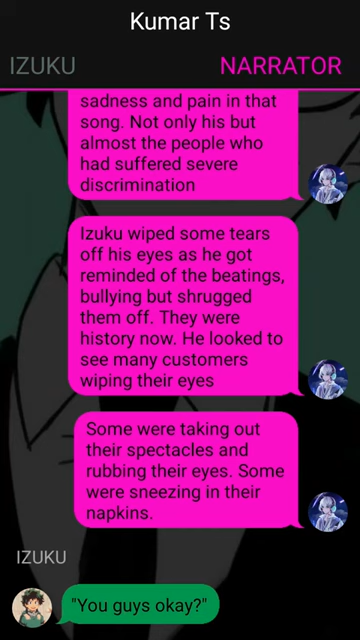 Kumar Ts
IZUKU
NARRATOR
sadness and pain in that
song. Not only his but
almost the people who
had suffered severe
discrimination
Izuku wiped some tears
off his eyes as he got
reminded of the beatings,
bullying but shrugged
them off. They were
history now. He looked to
see many customers
wiping their eyes
Some were taking out
their spectacles and
rubbing their eyes. Some
were sneezing in their
napkins.
IZUKU
"You guys okay?"